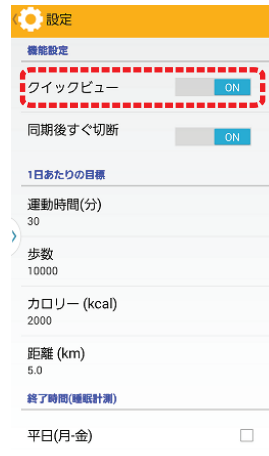 設定
機能設定
クイックビュー ON
同期後すぐ切断 ON
1日あたりの目標
運動時間(分)
30
歩数
10000
カロリー (kcal)
2000
距離 (km)
5.0
終了時間(睡眠計測)
平日(月-金)